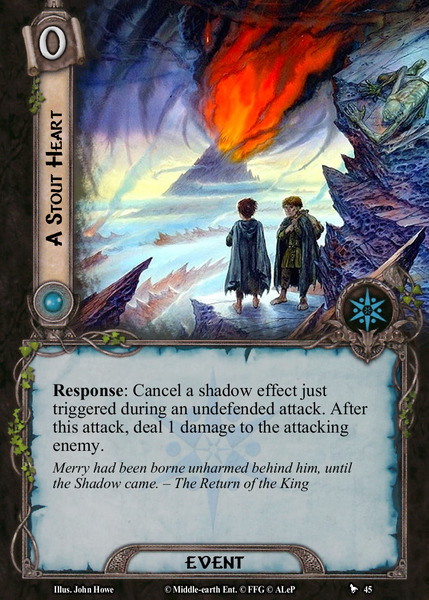 0
A Stout Heart
Response: Cancel a shadow effect just
triggered during an undefended attack. After
this attack, deal 1 damage to the attacking
enemy.
Merry had been borne unharmed behind him, until
the Shadow came. – The Return of the King
EVENT
Illus. John Howe © Middle-earth Ent. © FFG © ALeP 45